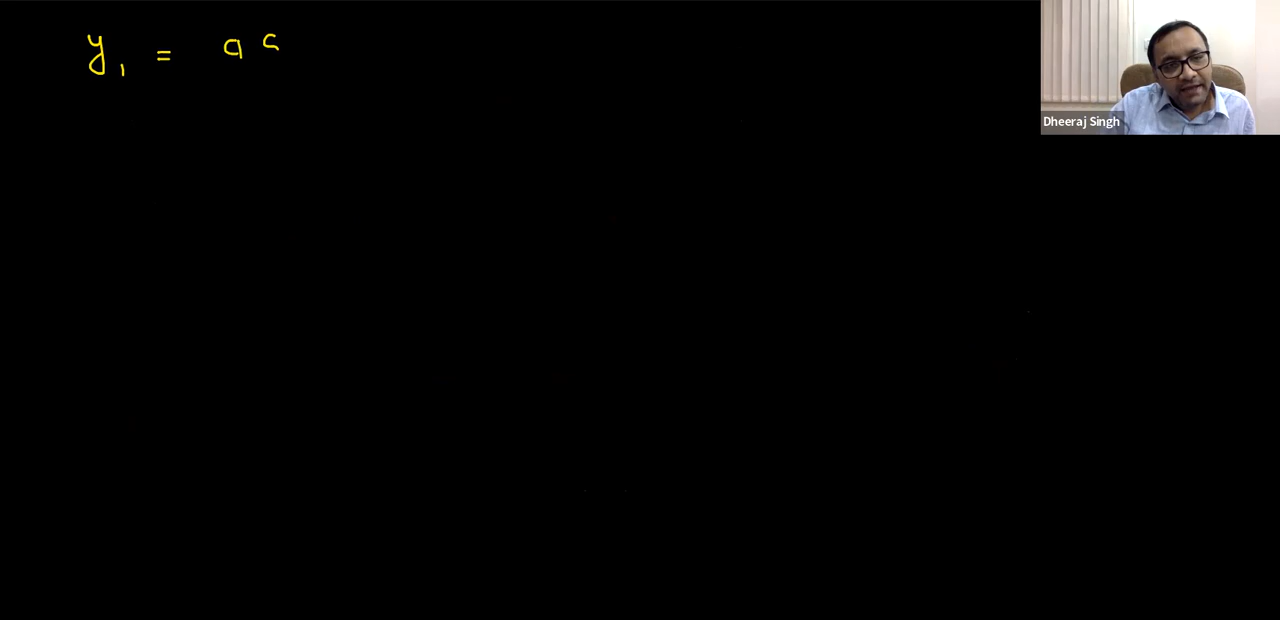 y₁ = a c
Dheeraj Singh